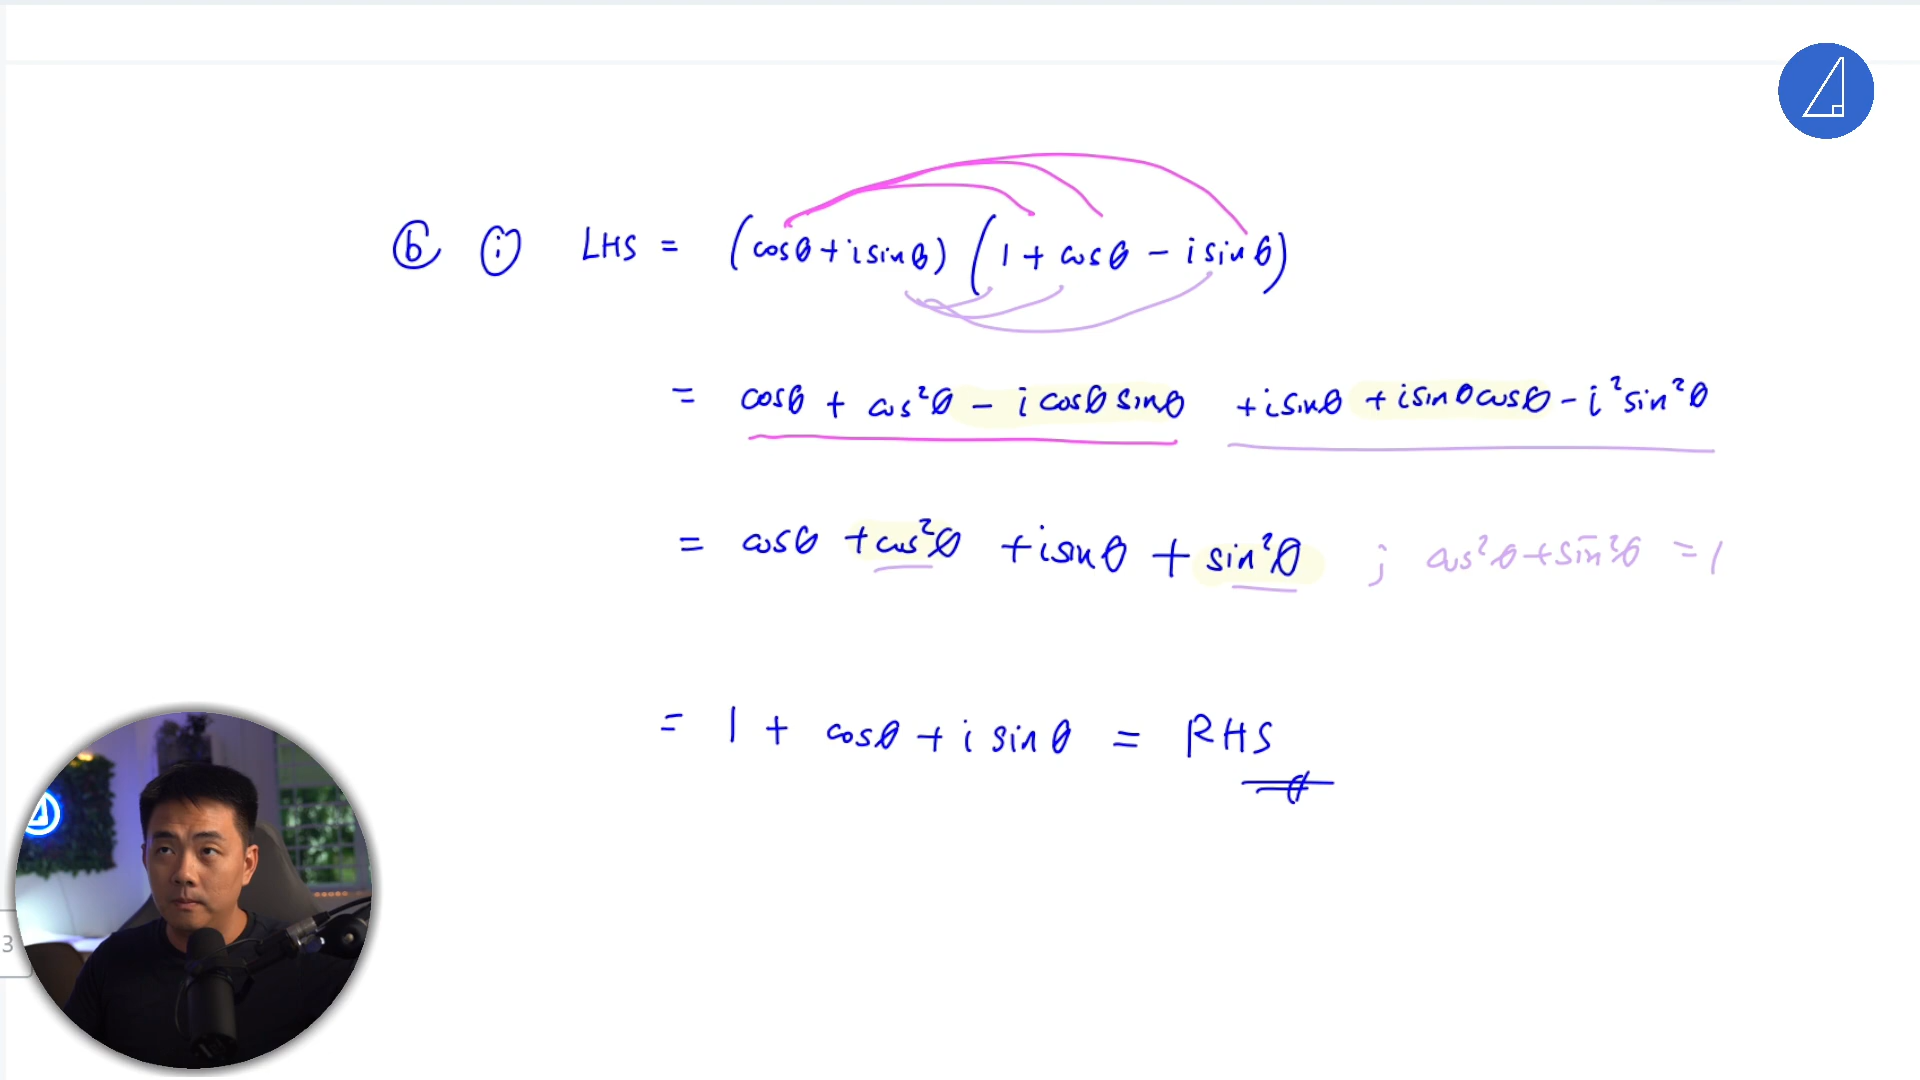 ⓑ ⓘ LHS = (cosθ + i sinθ) (1 + cosθ − i sinθ)
= cosθ + cos²θ − i cosθ sinθ + i sinθ + i sinθ cosθ − i² sin²θ
= cosθ + cos²θ + i sinθ + sin²θ ; cos²θ + sin²θ = 1
= 1 + cosθ + i sinθ = RHS
3